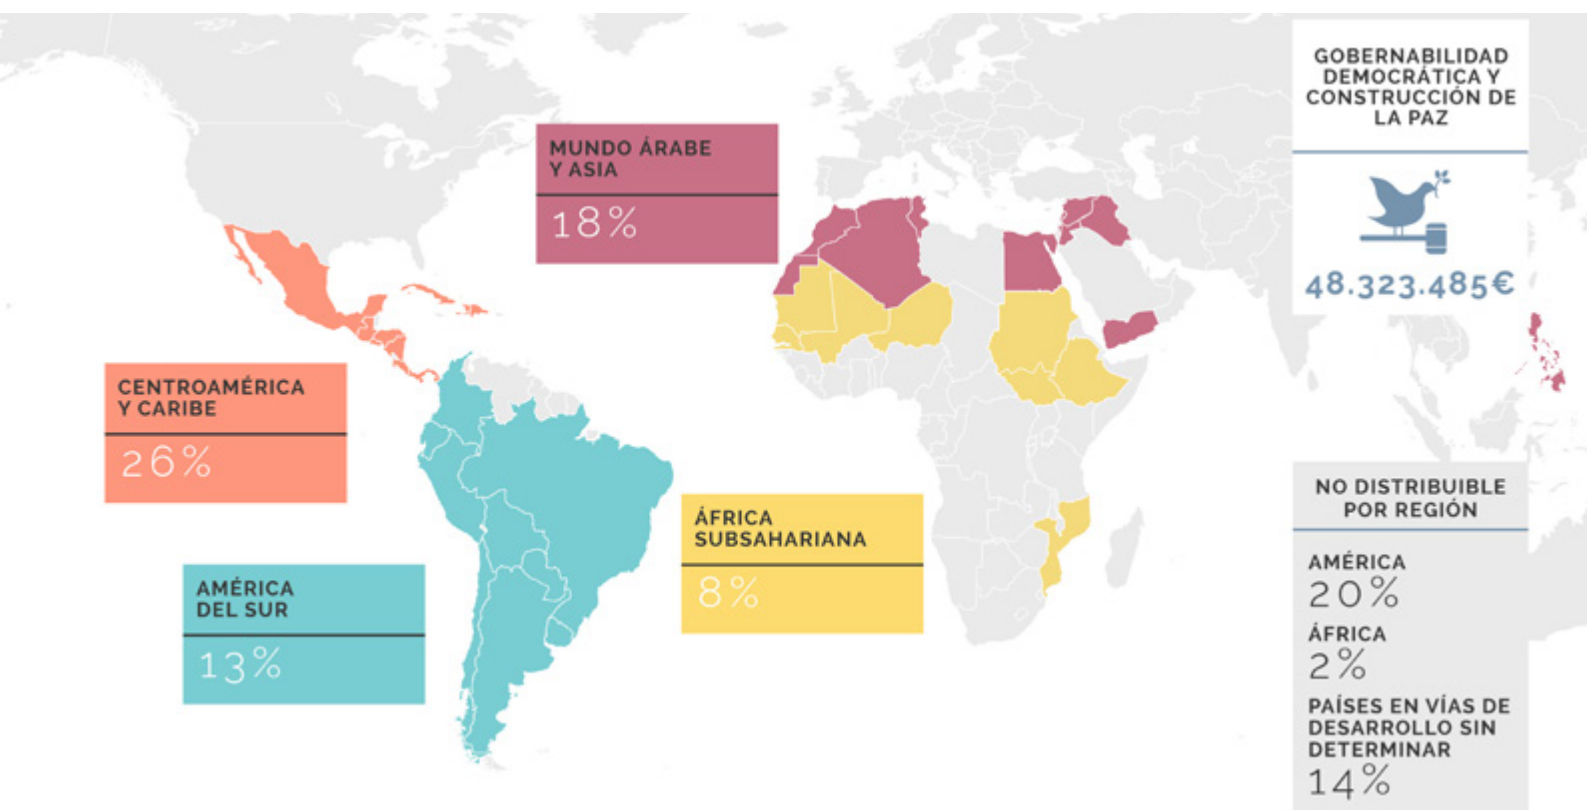 GOBERNABILIDAD
DEMOCRÁTICA Y
CONSTRUCCIÓN DE
LA PAZ
48.323.485€
MUNDO ÁRABE
Y ASIA
18%
CENTROAMÉRICA
Y CARIBE
26%
ÁFRICA
SUBSAHARIANA
8%
AMÉRICA
DEL SUR
13%
NO DISTRIBUIBLE
POR REGIÓN
AMÉRICA
20%
ÁFRICA
2%
PAÍSES EN VÍAS DE
DESARROLLO SIN
DETERMINAR
14%